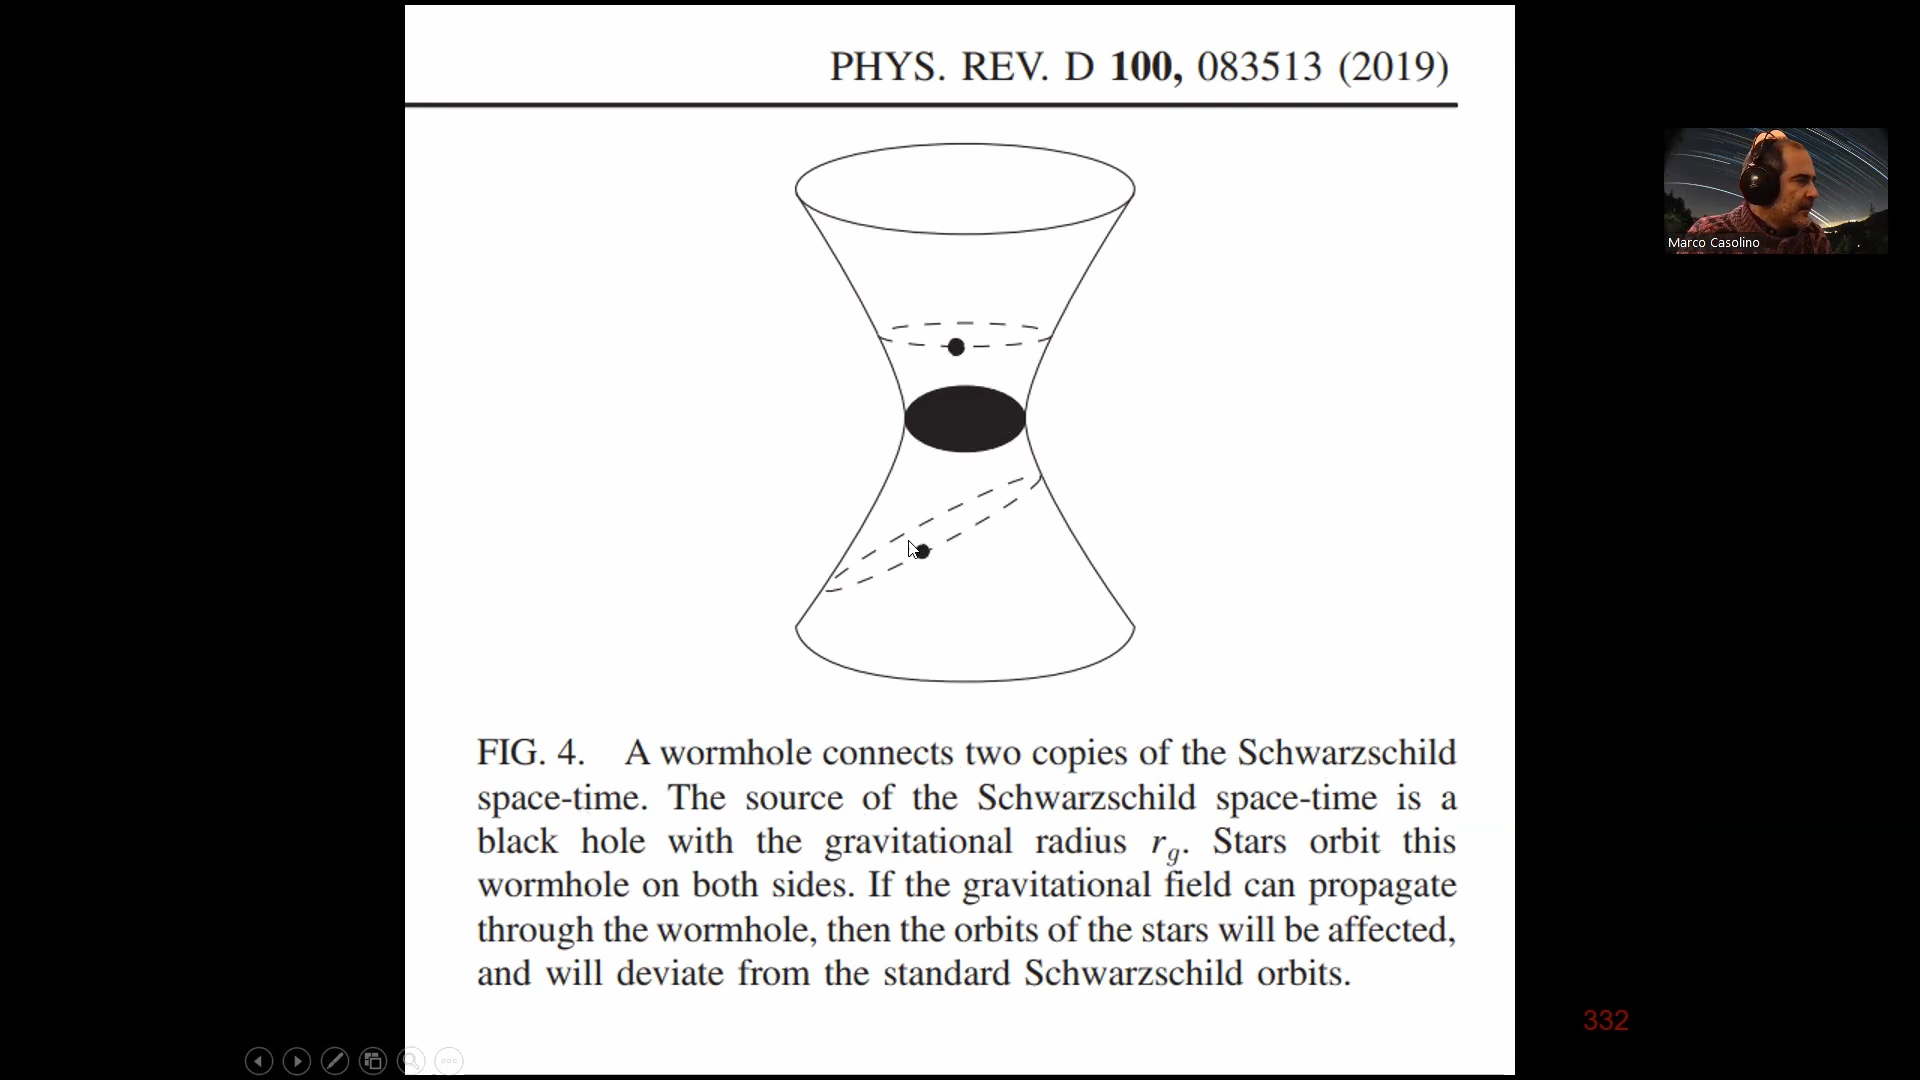 PHYS. REV. D 100, 083513 (2019)
Marco Casolino
FIG. 4. A wormhole connects two copies of the Schwarzschild
space-time. The source of the Schwarzschild space-time is a
black hole with the gravitational radius r_g. Stars orbit this
wormhole on both sides. If the gravitational field can propagate
through the wormhole, then the orbits of the stars will be affected,
and will deviate from the standard Schwarzschild orbits.
332